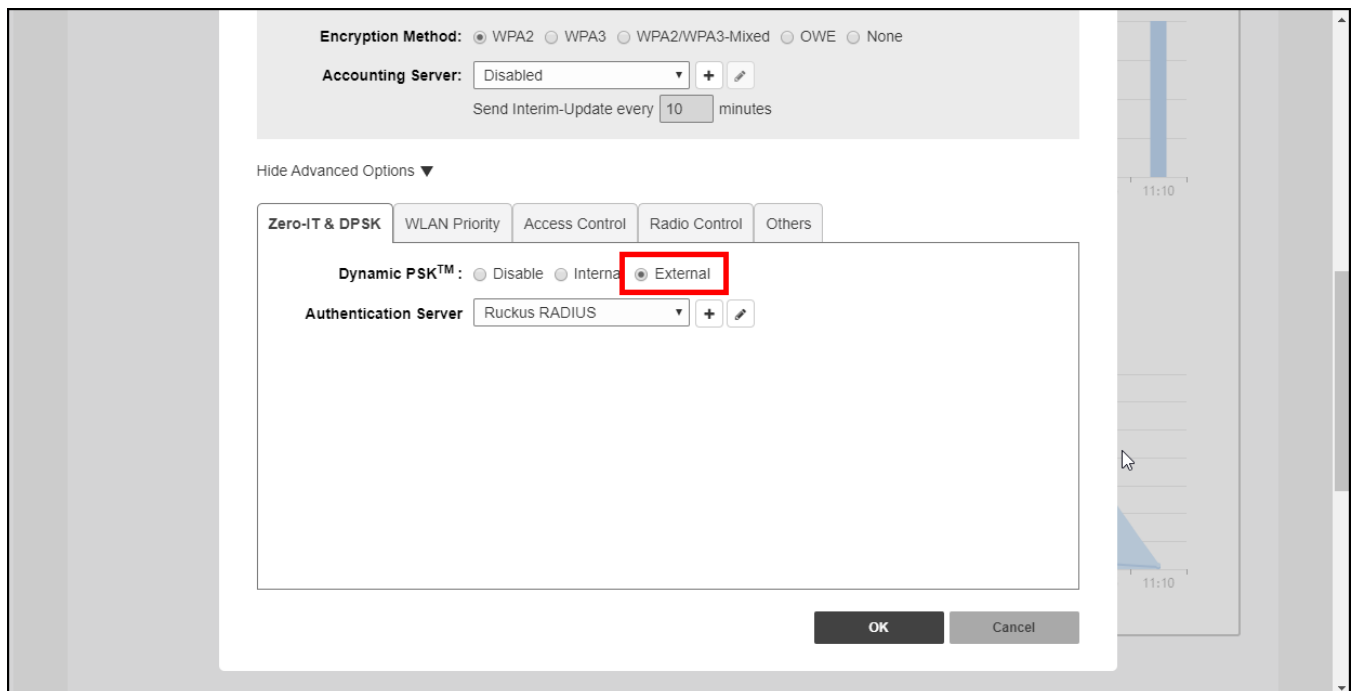 Encryption Method: WPA2 WPA3 WPA2/WPA3-Mixed OWE None
Accounting Server: Disabled
Send Interim-Update every 10 minutes
Hide Advanced Options ▼
Zero-IT & DPSK WLAN Priority Access Control Radio Control Others
Dynamic PSK™: Disable Interna External
Authentication Server Ruckus RADIUS
OK Cancel
11:10
11:10